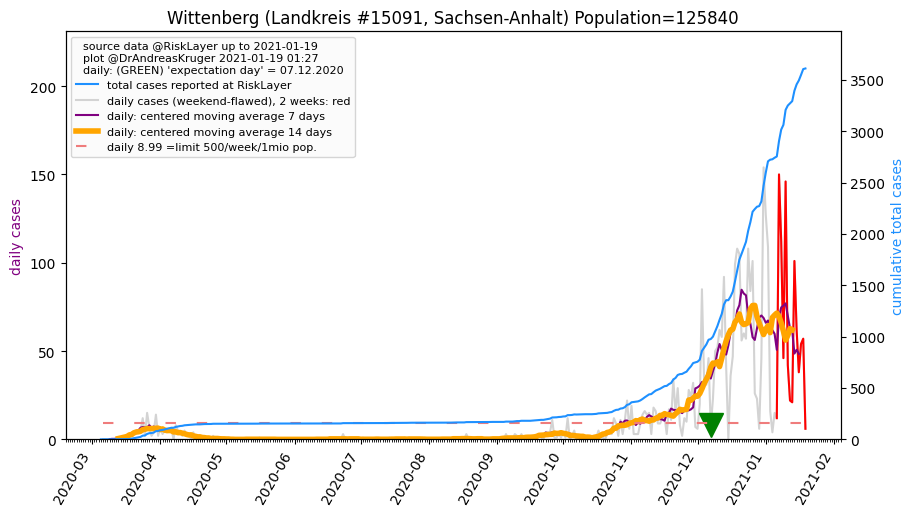 Wittenberg (Landkreis #15091, Sachsen-Anhalt) Population=125840
source data @RiskLayer up to 2021-01-19
plot @DrAndreasKruger 2021-01-19 01:27
daily: (GREEN) 'expectation day' = 07.12.2020
total cases reported at RiskLayer
daily cases (weekend-flawed), 2 weeks: red
daily: centered moving average 7 days
daily: centered moving average 14 days
daily 8.99 =limit 500/week/1mio pop.
daily cases
200
150
100
50
0
cumulative total cases
3500
3000
2500
2000
1500
1000
500
0
2020-03
2020-04
2020-05
2020-06
2020-07
2020-08
2020-09
2020-10
2020-11
2020-12
2021-01
2021-02